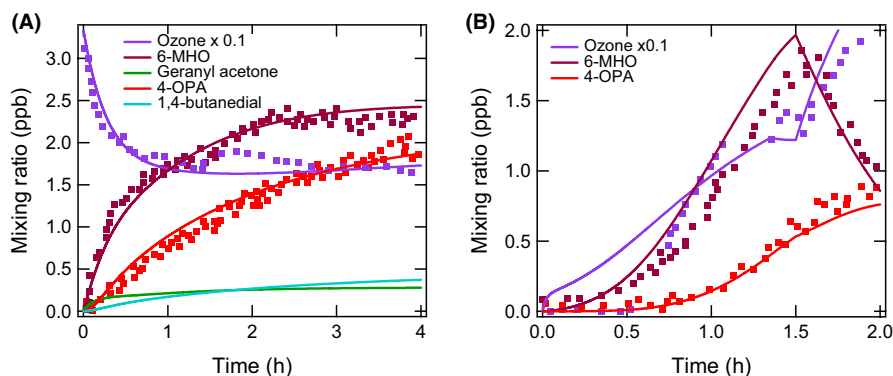 (A)
Mixing ratio (ppb)
3.0
2.5
2.0
1.5
1.0
0.5
0.0
Ozone x 0.1
6-MHO
Geranyl acetone
4-OPA
1,4-butanedial
0 1 2 3 4
Time (h)
(B)
Mixing ratio (ppb)
2.0
1.5
1.0
0.5
0.0
Ozone x0.1
6-MHO
4-OPA
0.0 0.5 1.0 1.5 2.0
Time (h)